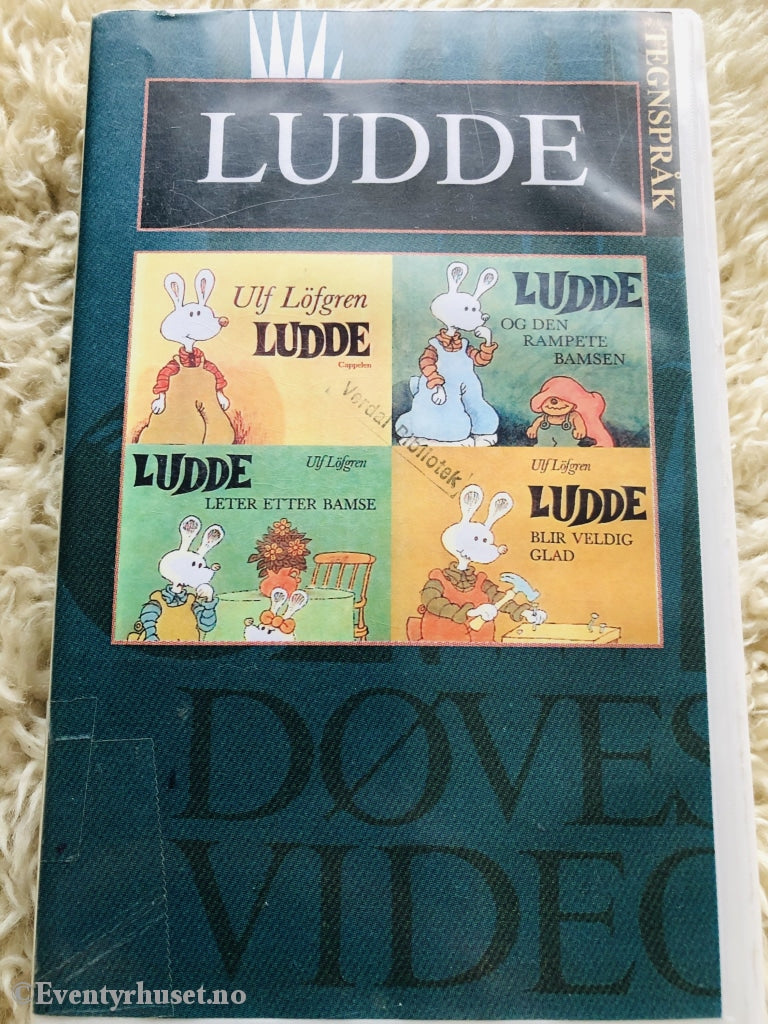 TEGNSPRÅK
LUDDE
Ulf Löfgren
LUDDE
Cappelen
LUDDE
OG DEN
RAMPETE
BAMSEN
Verdal Bibliotek
LUDDE
Ulf Löfgren
LETER ETTER BAMSE
Ulf Löfgren
LUDDE
BLIR VELDIG
GLAD
DØVES
VIDEO
©Eventyrhuset.no